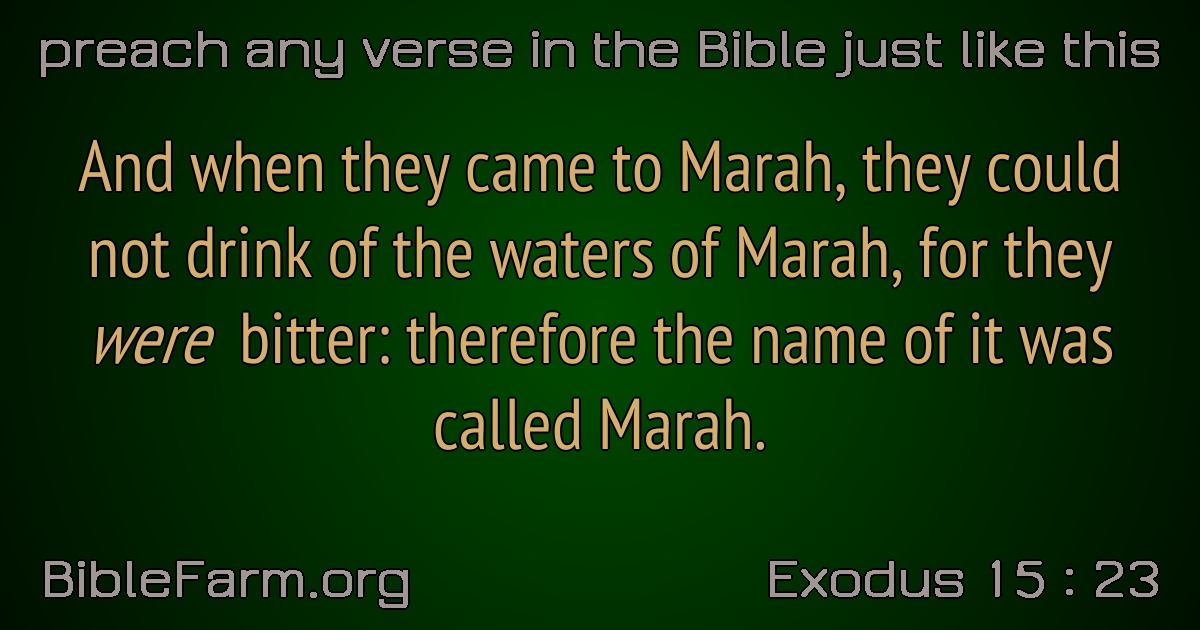 preach any verse in the Bible just like this
And when they came to Marah, they could
not drink of the waters of Marah, for they
were bitter: therefore the name of it was
called Marah.
BibleFarm.org
Exodus 15 : 23